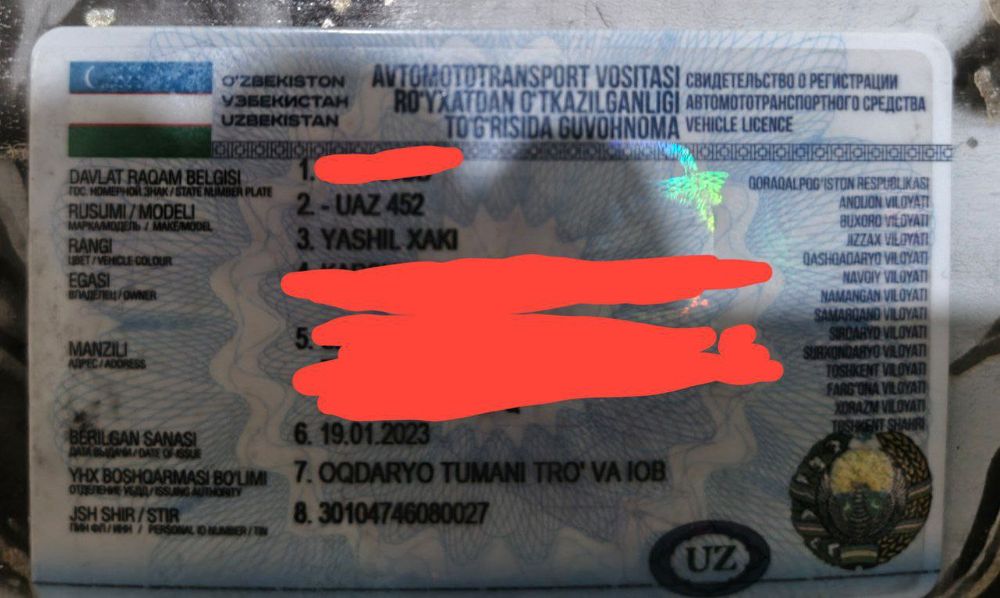 O'ZBEKISTON
ЎЗБЕКИСТАН
UZBEKISTAN
AVTOMOTOTRANSPORT VOSITASI
RO'YXATDAN O'TKAZILGANLIGI
TO'G'RISIDA GUVOHNOMA
СВИДЕТЕЛЬСТВО О РЕГИСТРАЦИИ
АВТОМОТОТРАНСПОРТНОГО СРЕДСТВА
VEHICLE LICENCE
DAVLAT RAQAM BELGISI 1.
ГОС. НОМЕРНОЙ ЗНАК / STATE NUMBER PLATE
RUSUMI / MODELI 2. - UAZ 452
МАРКА/МОДЕЛЬ / MAKE/MODEL
RANGI 3. YASHIL XAKI
ЦВЕТ / VEHICLE COLOUR
EGASI
ВЛАДЕЛЕЦ / OWNER
MANZILI 5.
АДРЕС / ADDRESS
BERILGAN SANASI 6. 19.01.2023
ДАТА ВЫДАЧИ / DATE OF ISSUE
YHX BOSHQARMASI BO'LIMI 7. OQDARYO TUMANI TRO' VA IOB
ОТДЕЛЕНИЕ УБДД / ISSUING AUTHORITY
JSH SHIR / STIR 8. 30104746080027
ПИН ФЛ / ИНН / PERSONAL ID NUMBER / TIN
QORAQALPOG'ISTON RESPUBLIKASI
ANDIJON VILOYATI
BUXORO VILOYATI
JIZZAX VILOYATI
QASHQADARYO VILOYATI
NAVOIY VILOYATI
NAMANGAN VILOYATI
SAMARQAND VILOYATI
SIRDARYO VILOYATI
SURXONDARYO VILOYATI
TOSHKENT VILOYATI
FARG'ONA VILOYATI
XORAZM VILOYATI
TOSHKENT SHAHRI
UZ